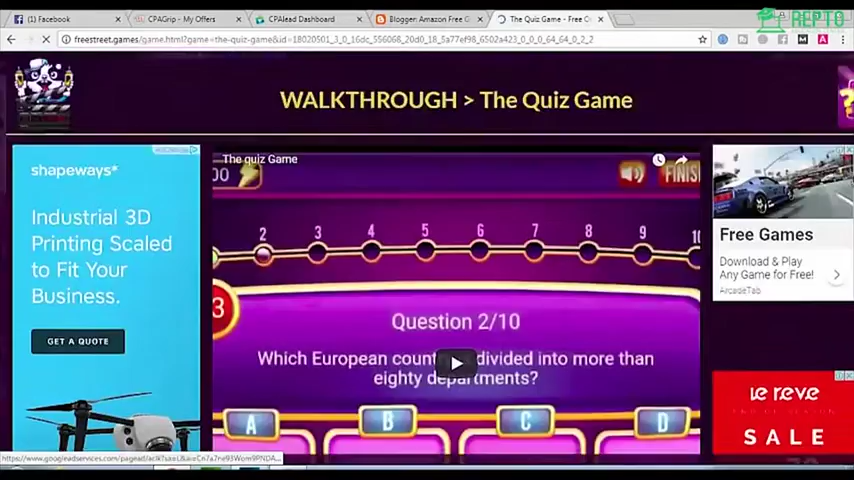 Facebook
CPAGrip - My Offers
CPAlead Dashboard
Blogger: Amazon Free G
The Quiz Game - Free O
REPTO
freestreet.games/game.html?game=the-quiz-game&id=18020501_3_0_16dc_556068_20d0_18_5a77ef98_6502a423_0_0_0_64_64_0_2_2
WALKTHROUGH > The Quiz Game
shapeways*
Industrial 3D
Printing Scaled
to Fit Your
Business.
GET A QUOTE
The quiz Game
00
FINIS
2 3 4 5 6 7 8 9 10
3
Question 2/10
Which European divided into more than
eighty departments?
A B C D
Free Games
Download & Play
Any Game for Free!
ArcadeTab
le reve
SALE